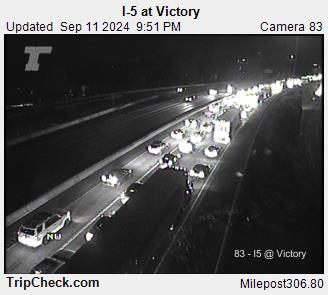 I-5 at Victory
Updated Sep 11 2024 9:51 PM Camera 83
T
NW
83 - I5 @ Victory
TripCheck.com Milepost306.80